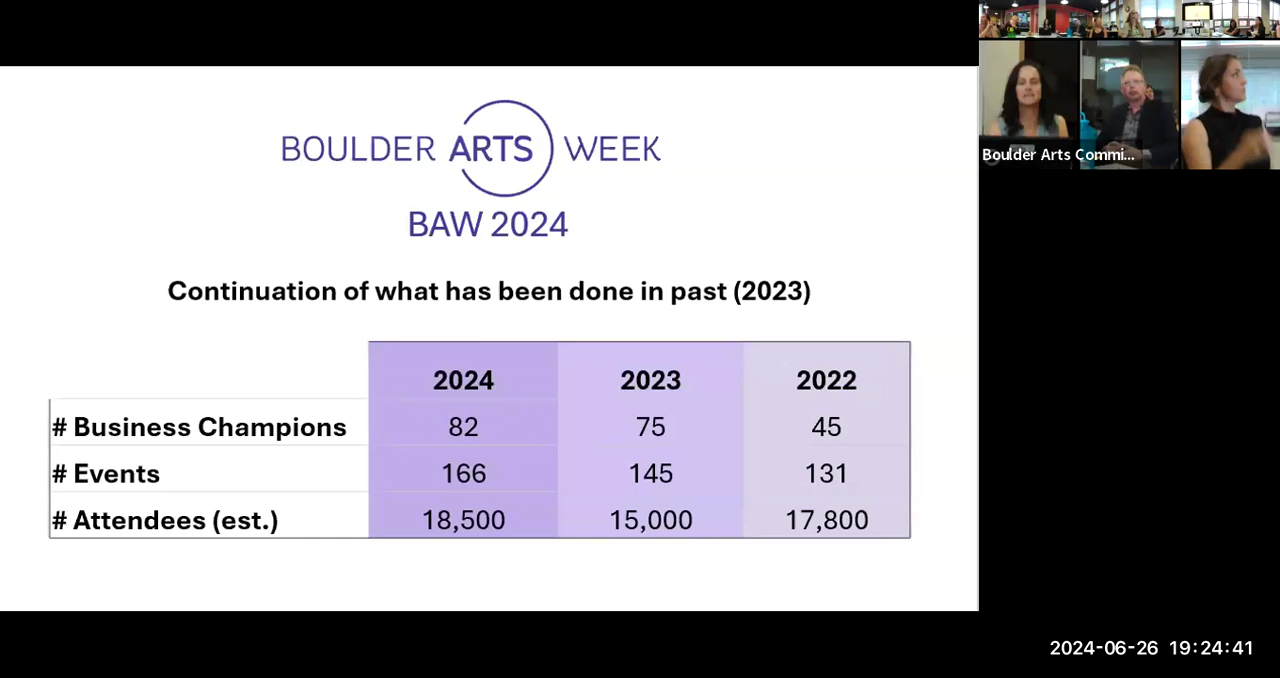 BOULDER ARTS WEEK
BAW 2024
Continuation of what has been done in past (2023)
2024 2023 2022
# Business Champions 82 75 45
# Events 166 145 131
# Attendees (est.) 18,500 15,000 17,800
Boulder Arts Commi...
2024-06-26 19:24:41